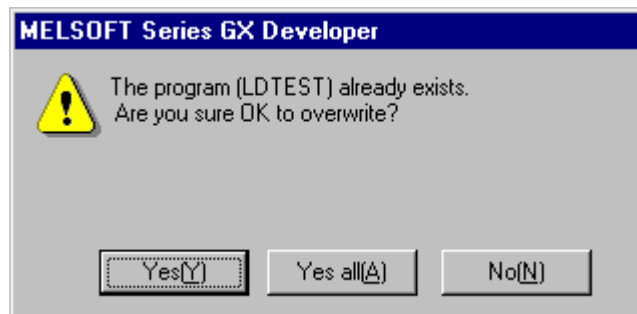 MELSOFT Series GX Developer
The program (LDTEST) already exists.
Are you sure OK to overwrite?
Yes(Y) Yes all(A) No(N)